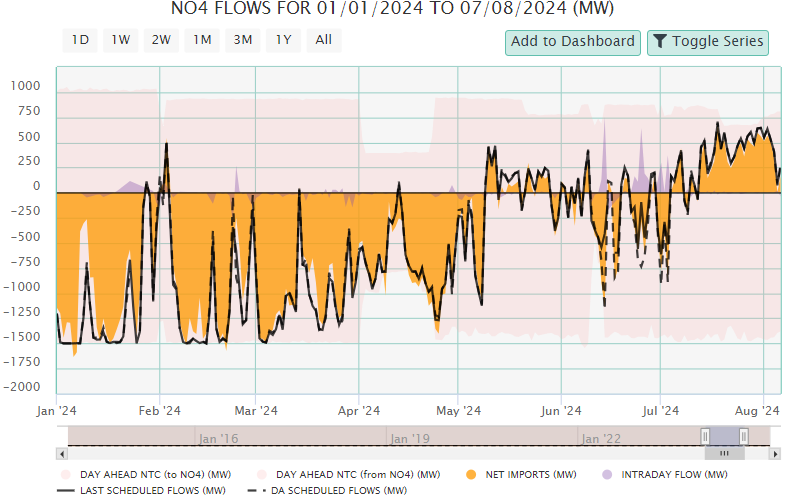 NO4 FLOWS FOR 01/01/2024 TO 07/08/2024 (MW)
1D 1W 2W 1M 3M 1Y All
Add to Dashboard Toggle Series
1000
750
500
250
0
−250
−500
−750
−1000
−1250
−1500
−1750
−2000
Jan '24 Feb '24 Mar '24 Apr '24 May '24 Jun '24 Jul '24 Aug '24
Jan '16 Jan '19 Jan '22
DAY AHEAD NTC (to NO4) (MW) DAY AHEAD NTC (from NO4) (MW) NET IMPORTS (MW) INTRADAY FLOW (MW)
LAST SCHEDULED FLOWS (MW) DA SCHEDULED FLOWS (MW)